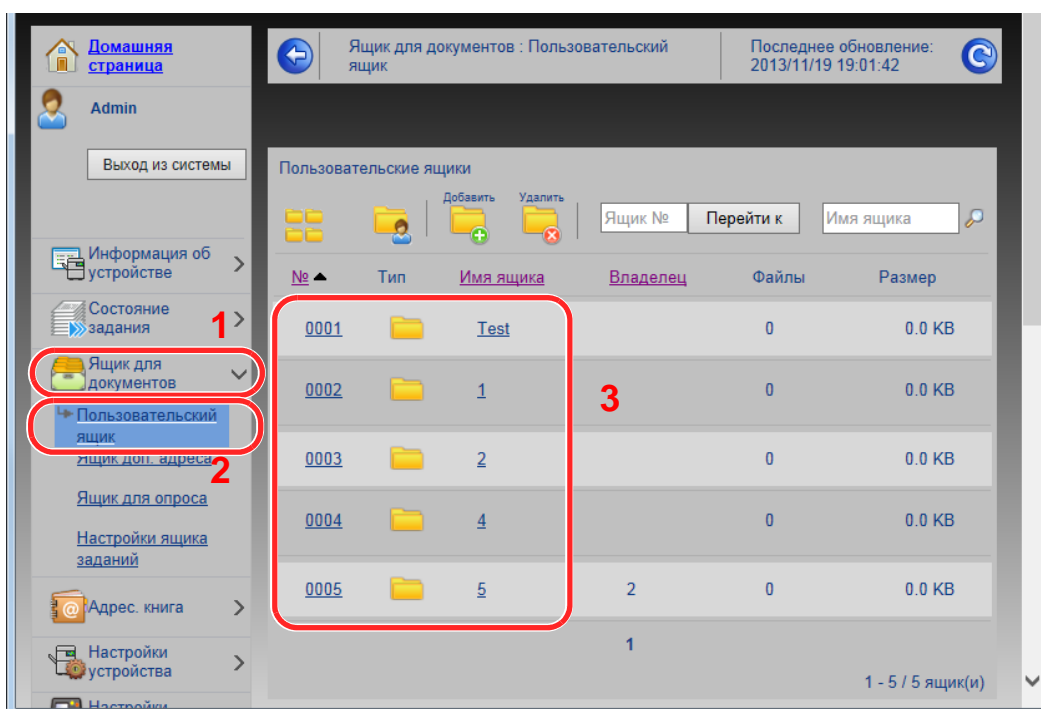 Домашняя
страница
Admin
Выход из системы
Информация об
устройстве
Состояние
задания
1
Ящик для
документов
Пользовательский
ящик
2
Ящик доп. адреса
Ящик для опроса
Настройки ящика
заданий
Адрес. книга
Настройки
устройства
Настройки
Ящик для документов : Пользовательский
ящик
Последнее обновление:
2013/11/19 19:01:42
Пользовательские ящики
Добавить Удалить
Ящик № Перейти к Имя ящика
№ Тип Имя ящика Владелец Файлы Размер
0001 Test 0 0.0 KB
0002 1 0 0.0 KB
3
0003 2 0 0.0 KB
0004 4 0 0.0 KB
0005 5 2 0 0.0 KB
1
1 - 5 / 5 ящик(и)